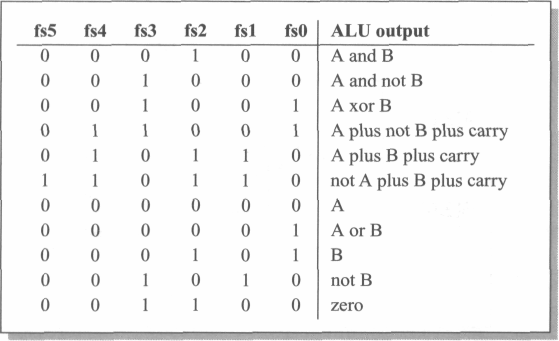 fs5 fs4 fs3 fs2 fs1 fs0 ALU output
0 0 0 1 0 0 A and B
0 0 1 0 0 0 A and not B
0 0 1 0 0 1 A xor B
0 1 1 0 0 1 A plus not B plus carry
0 1 0 1 1 0 A plus B plus carry
1 1 0 1 1 0 not A plus B plus carry
0 0 0 0 0 0 A
0 0 0 0 0 1 A or B
0 0 0 1 0 1 B
0 0 1 0 1 0 not B
0 0 1 1 0 0 zero